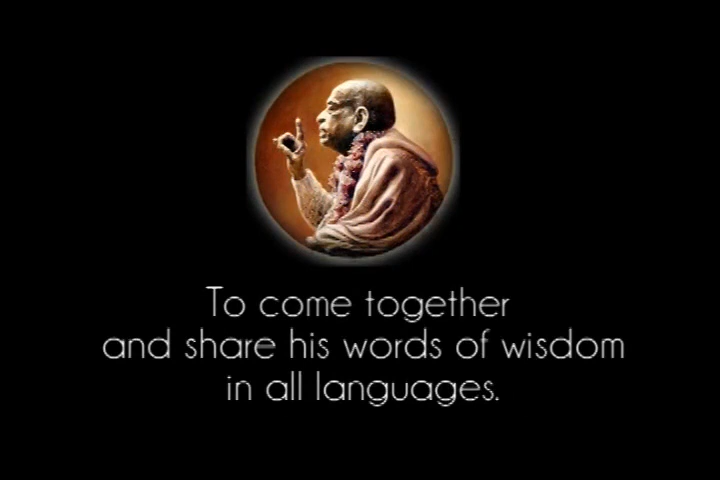 To come together
and share his words of wisdom
in all languages.